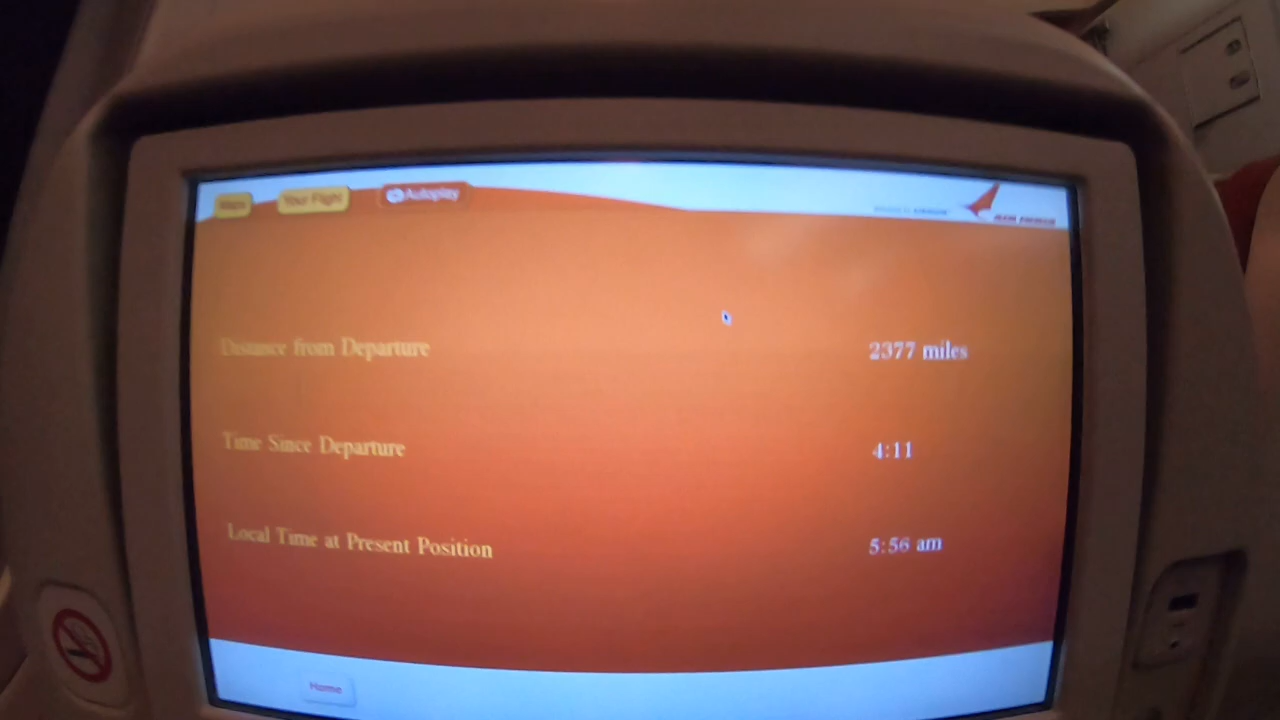 Maps Your Flight Autoplay
Distance from Departure 2377 miles
Time Since Departure 4:11
Local Time at Present Position 5:56 am
Home